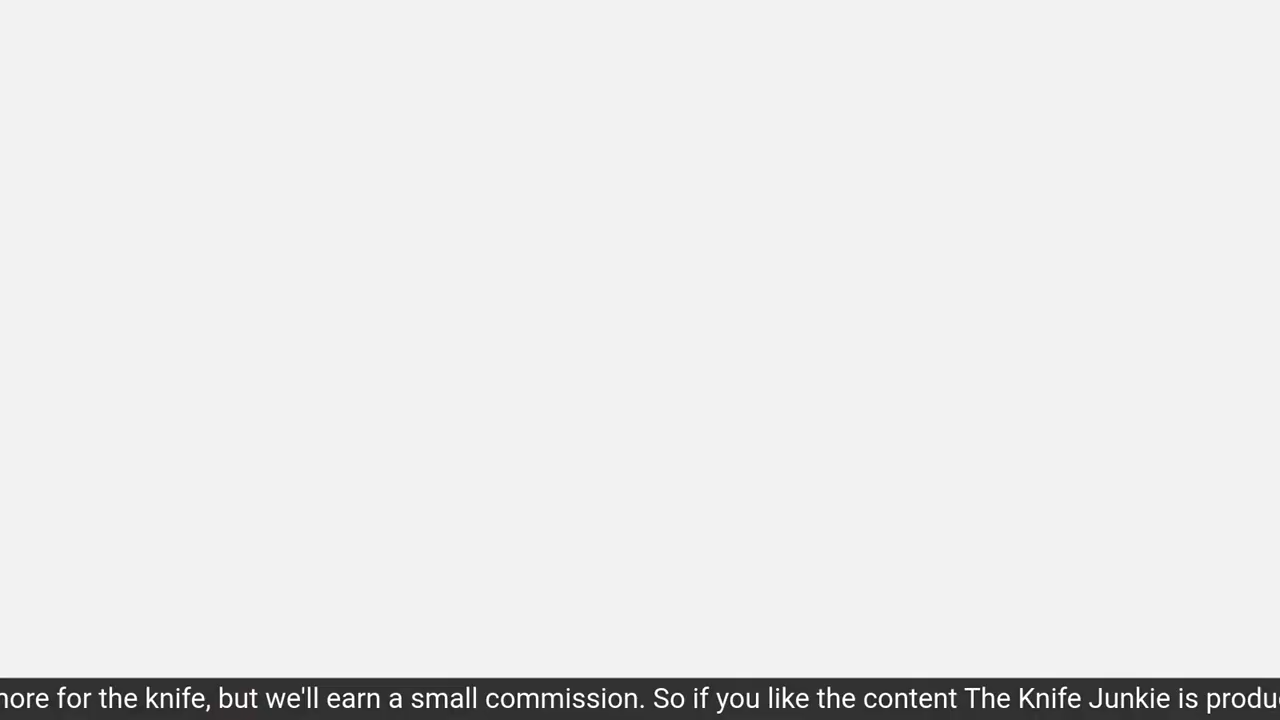 more for the knife, but we'll earn a small commission. So if you like the content The Knife Junkie is